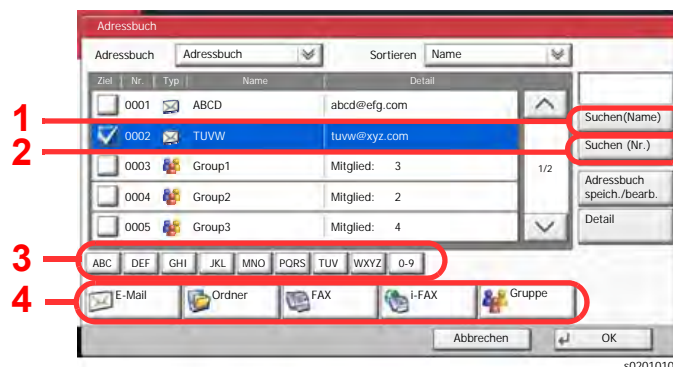 Adressbuch
Adressbuch Adressbuch Sortieren Name
Ziel Nr. Typ Name Detail
0001 ABCD abcd@efg.com
1 Suchen(Name)
0002 TUVW tuvw@xyz.com
2 Suchen (Nr.)
0003 Group1 Mitglied: 3 1/2
Adressbuch
speich./bearb.
0004 Group2 Mitglied: 2
Detail
0005 Group3 Mitglied: 4
3 ABC DEF GHI JKL MNO PQRS TUV WXYZ 0-9
4 E-Mail Ordner FAX i-FAX Gruppe
Abbrechen OK
s0201010